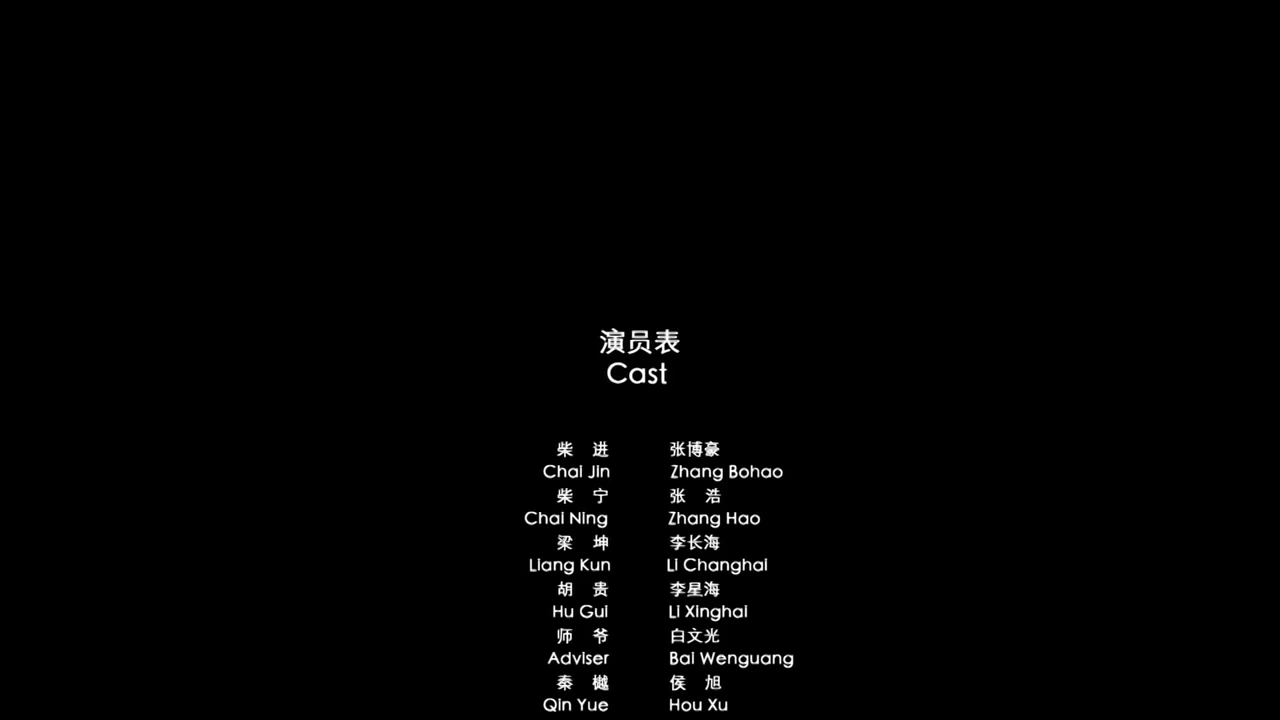 演员表
Cast
柴 进 张博豪
Chai Jin Zhang Bohao
柴 宁 张 浩
Chai Ning Zhang Hao
梁 坤 李长海
Liang Kun Li Changhai
胡 贵 李星海
Hu Gui Li Xinghai
师 爷 白文光
Adviser Bai Wenguang
秦 樾 侯 旭
Qin Yue Hou Xu